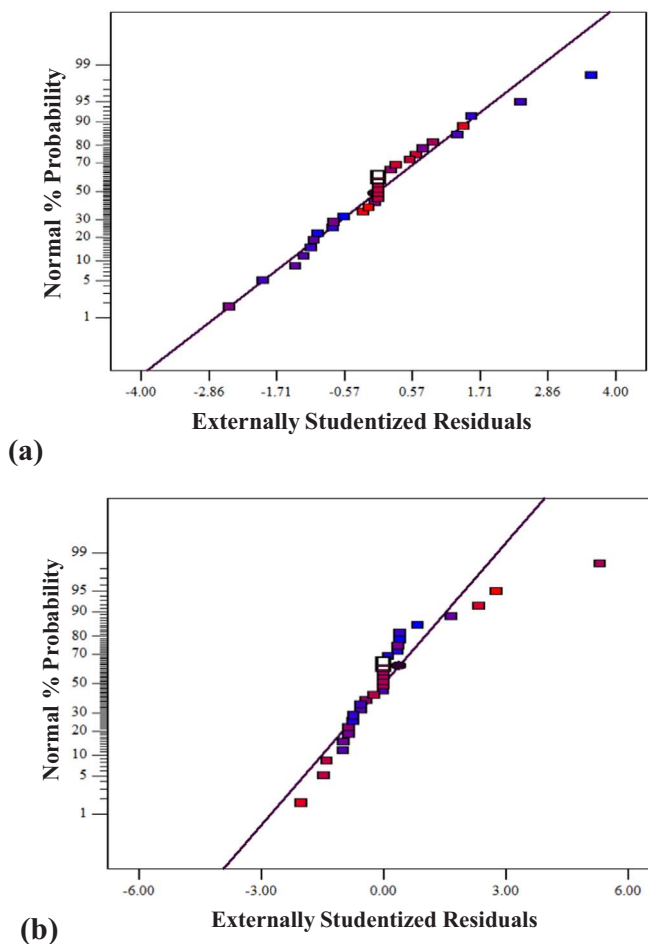 Normal % Probability
99
95
90
80
70
50
30
20
10
5
1
-4.00 -2.86 -1.71 -0.57 0.57 1.71 2.86 4.00
Externally Studentized Residuals
(a)
Normal % Probability
99
95
90
80
70
50
30
20
10
5
1
-6.00 -3.00 0.00 3.00 6.00
Externally Studentized Residuals
(b)